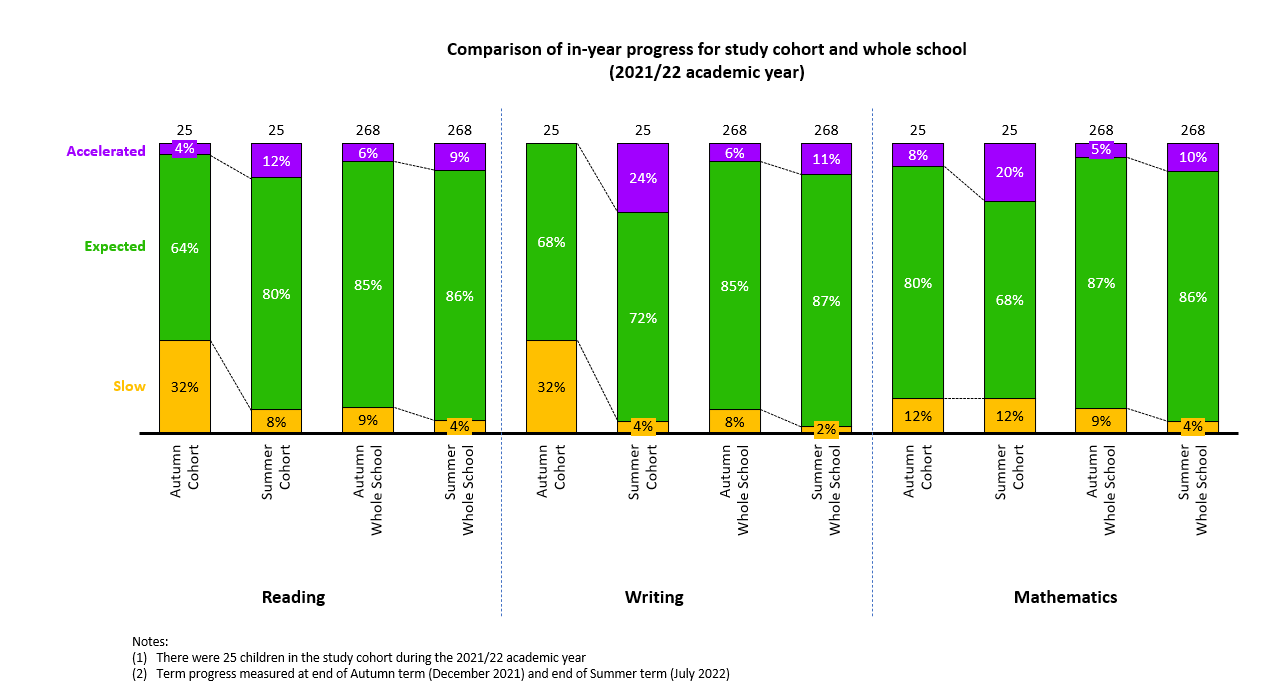 Comparison of in-year progress for study cohort and whole school
(2021/22 academic year)
25 25 268 268 25 25 268 268 25 25 268 268
Accelerated
4% 12% 6% 9% 24% 6% 11% 8% 20% 5% 10%
Expected
64% 80% 85% 86% 68% 72% 85% 87% 80% 68% 87% 86%
Slow
32% 8% 9% 4% 32% 4% 8% 2% 12% 12% 9% 4%
Autumn
Cohort
Summer
Cohort
Autumn
Whole School
Summer
Whole School
Autumn
Cohort
Summer
Cohort
Autumn
Whole School
Summer
Whole School
Autumn
Cohort
Summer
Cohort
Autumn
Whole School
Summer
Whole School
Reading Writing Mathematics
Notes:
(1) There were 25 children in the study cohort during the 2021/22 academic year
(2) Term progress measured at end of Autumn term (December 2021) and end of Summer term (July 2022)